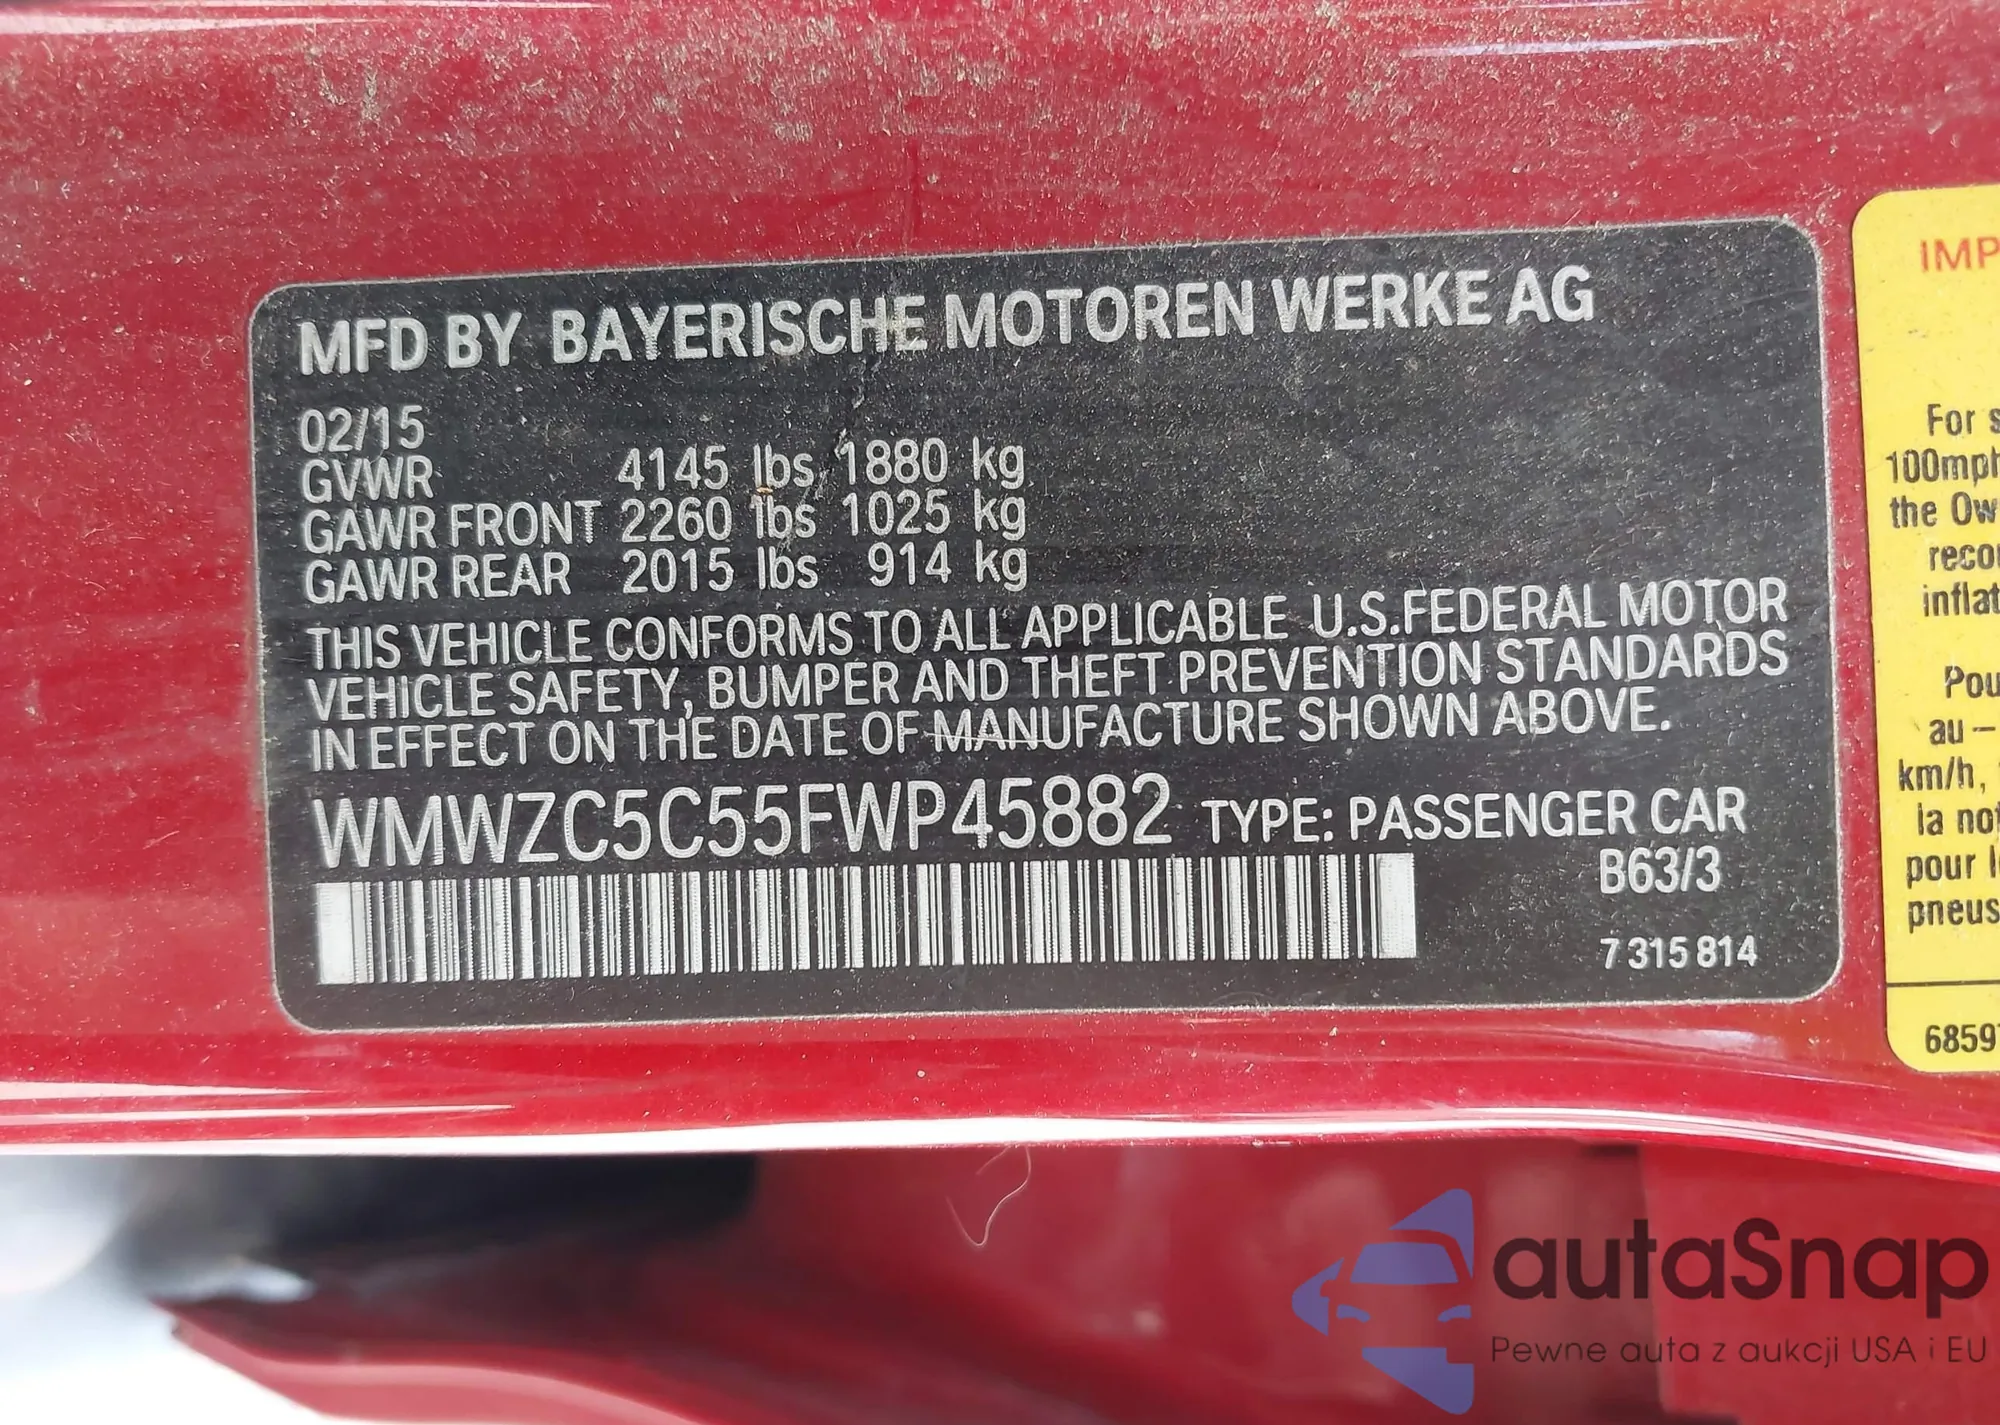 MFD BY BAYERISCHE MOTOREN WERKE AG
02/15
GVWR 4145 lbs 1880 kg
GAWR FRONT 2260 lbs 1025 kg
GAWR REAR 2015 lbs 914 kg
THIS VEHICLE CONFORMS TO ALL APPLICABLE U.S.FEDERAL MOTOR
VEHICLE SAFETY, BUMPER AND THEFT PREVENTION STANDARDS
IN EFFECT ON THE DATE OF MANUFACTURE SHOWN ABOVE.
WMWZC5C55FWP45882 TYPE: PASSENGER CAR
B63/3
7 315 814
IMP
For s
100mph
the Ow
reco
inflat
Pou
au –
km/h,
la not
pour l
pneus
6859
autaSnap
Pewne auta z aukcji USA i EU